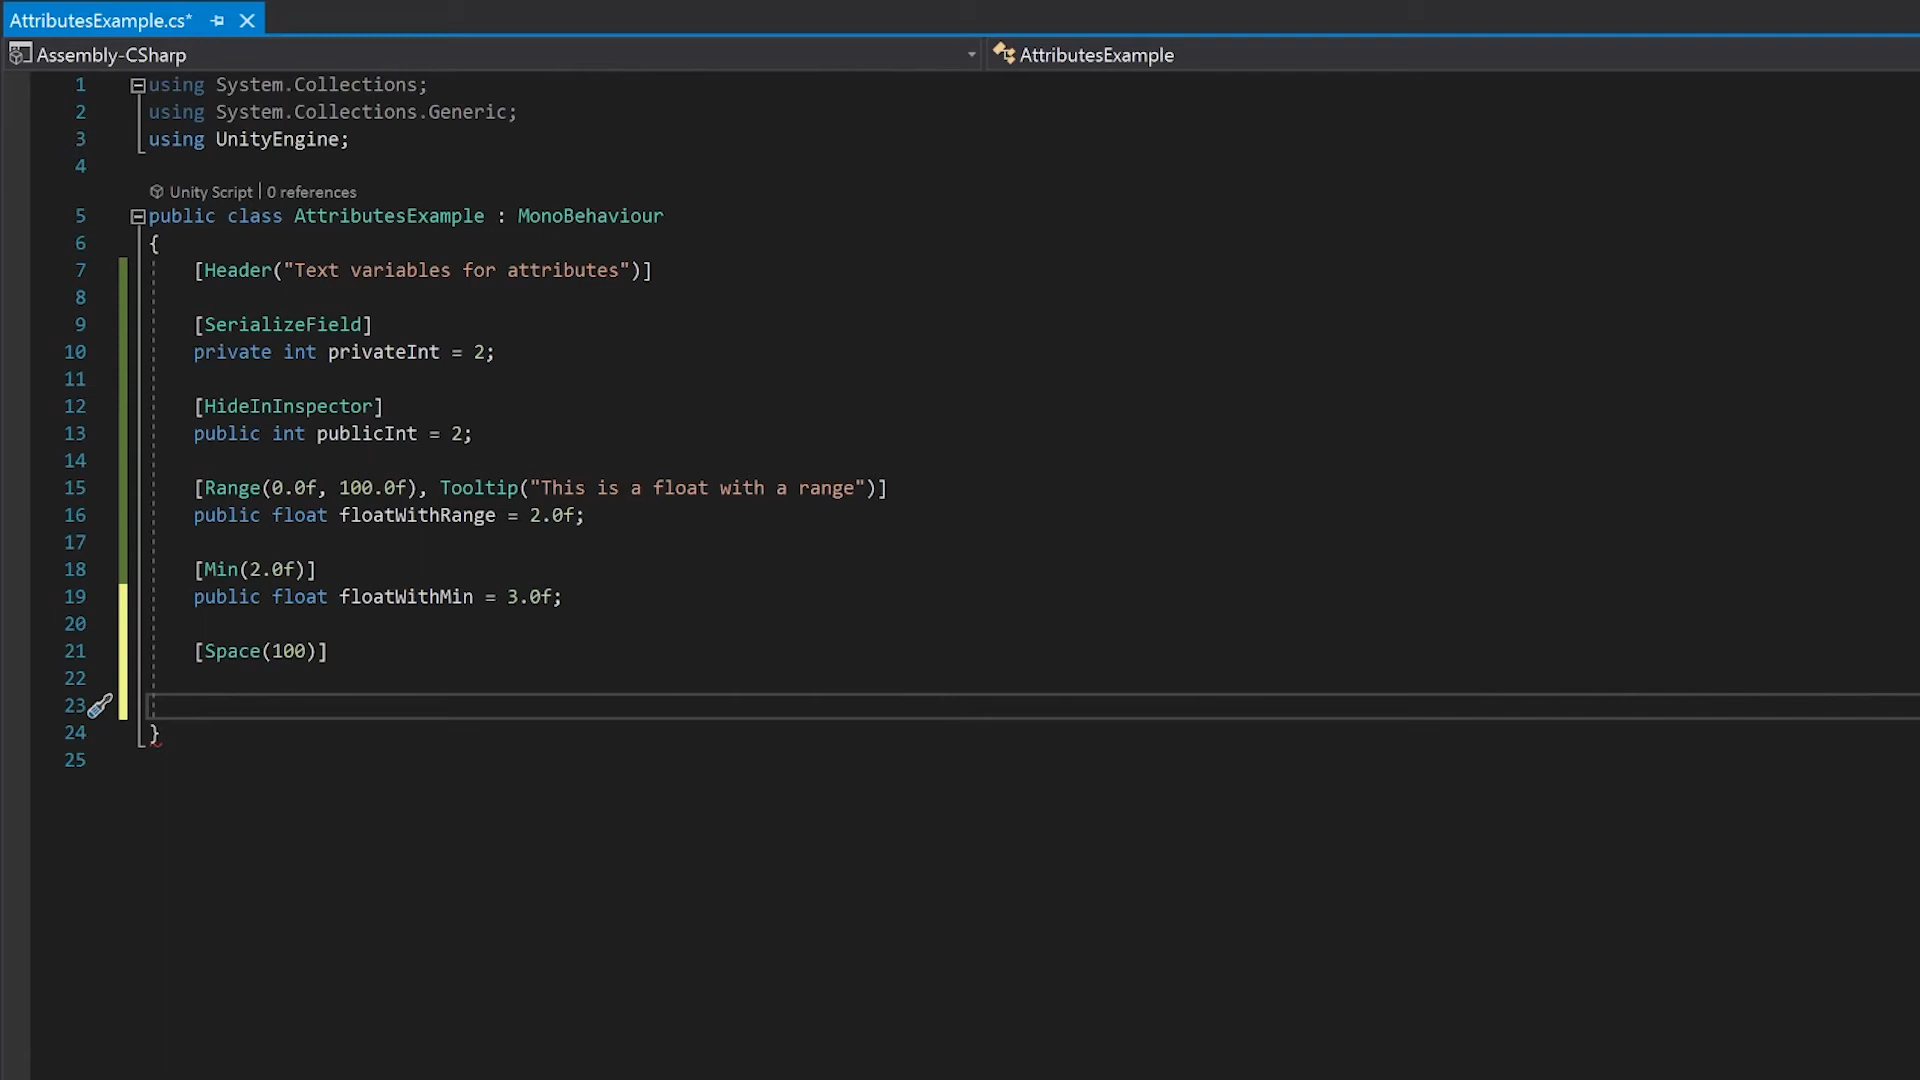 AttributesExample.cs*
Assembly-CSharp
AttributesExample
1 using System.Collections;
2 using System.Collections.Generic;
3 using UnityEngine;
4
Unity Script | 0 references
5 public class AttributesExample : MonoBehaviour
6 {
7 [Header("Text variables for attributes")]
8
9 [SerializeField]
10 private int privateInt = 2;
11
12 [HideInInspector]
13 public int publicInt = 2;
14
15 [Range(0.0f, 100.0f), Tooltip("This is a float with a range")]
16 public float floatWithRange = 2.0f;
17
18 [Min(2.0f)]
19 public float floatWithMin = 3.0f;
20
21 [Space(100)]
22
23
24 }
25